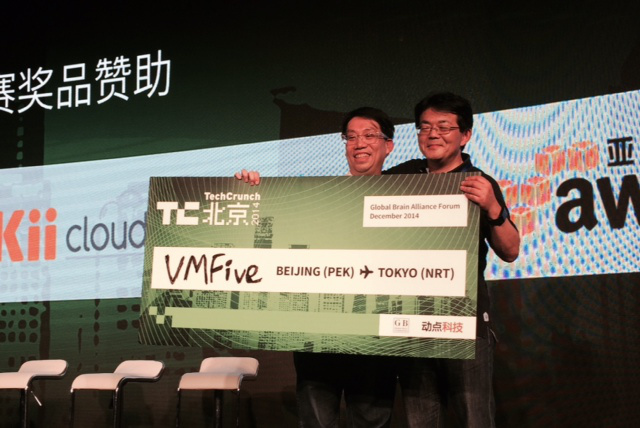 赛奖品赞助
Kii cloud
亚
aw
TechCrunch
TC 北京 2014
Global Brain Alliance Forum
December 2014
VMFive BEIJING (PEK) ✈ TOKYO (NRT)
GB
动点科技